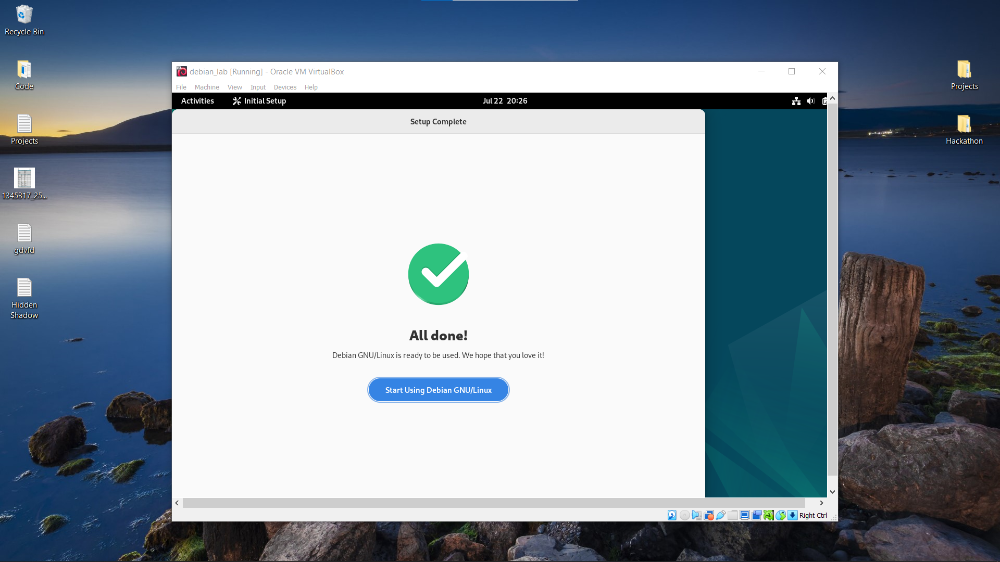 Recycle Bin
Code
Projects
1345317_25...
gdvfd
Hidden
Shadow
debian_lab [Running] - Oracle VM VirtualBox
File Machine View Input Devices Help
Activities Initial Setup Jul 22 20:26
Setup Complete
All done!
Debian GNU/Linux is ready to be used. We hope that you love it!
Start Using Debian GNU/Linux
Right Ctrl
Projects
Hackathon